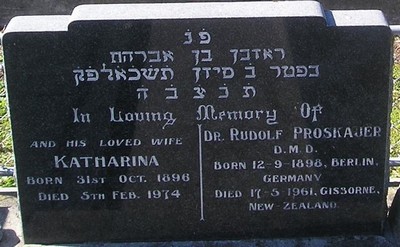 פ נ
ראובן בן אברהם
נפטר ב סיון תשכאלפק
ת נ צ ב ה
In Loving Memory Of
AND HIS LOVED WIFE
KATHARINA
BORN 31ST OCT. 1896
DIED 5TH FEB. 1974
DR. RUDOLF PROSKAUER
D.M.D.
BORN 12-9-1898, BERLIN,
GERMANY
DIED 17-5-1961, GISBORNE,
NEW-ZEALAND.